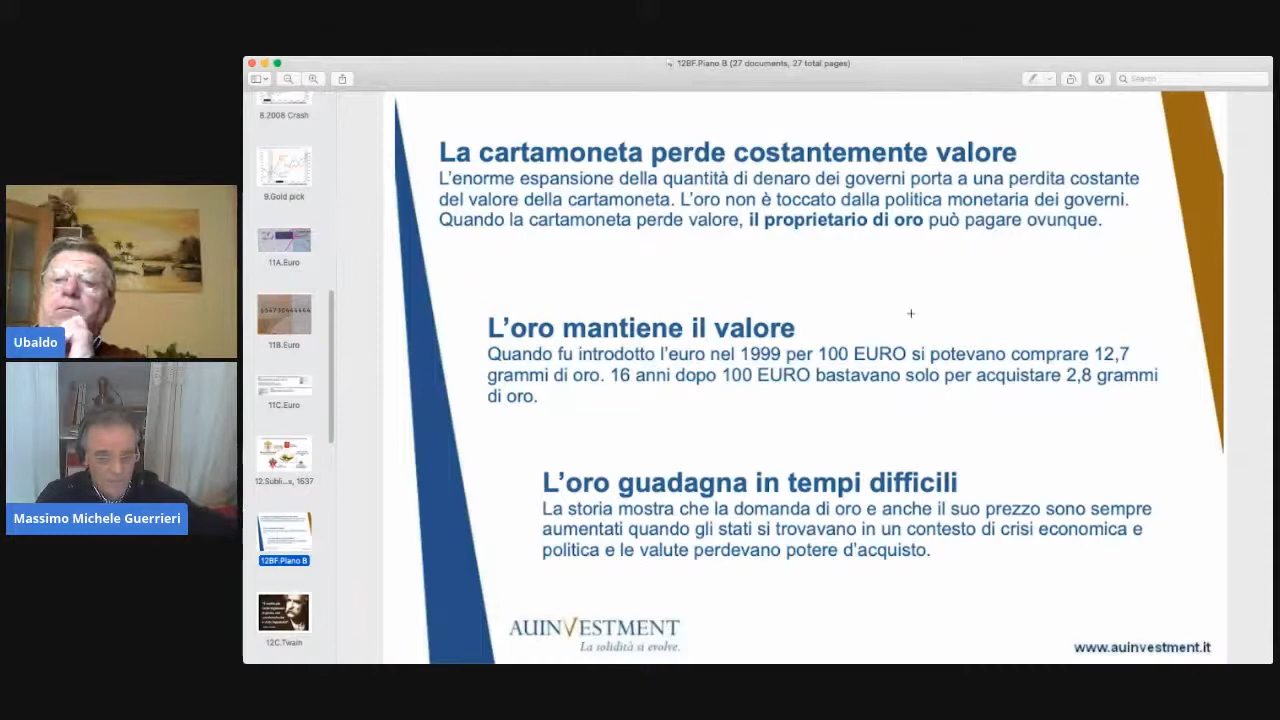 12BF.Piano B (27 documents, 27 total pages)
Search
8.2008 Crash
9.Gold pick
11A.Euro
11B.Euro
11C.Euro
12.Subli...s, 1637
12BF.Piano B
12C.Twain
Ubaldo
Massimo Michele Guerrieri
La cartamoneta perde costantemente valore
L'enorme espansione della quantità di denaro dei governi porta a una perdita costante
del valore della cartamoneta. L'oro non è toccato dalla politica monetaria dei governi.
Quando la cartamoneta perde valore, il proprietario di oro può pagare ovunque.
L'oro mantiene il valore
Quando fu introdotto l'euro nel 1999 per 100 EURO si potevano comprare 12,7
grammi di oro. 16 anni dopo 100 EURO bastavano solo per acquistare 2,8 grammi
di oro.
L'oro guadagna in tempi difficili
La storia mostra che la domanda di oro e anche il suo prezzo sono sempre
aumentati quando gli stati si trovavano in un contesto di crisi economica e
politica e le valute perdevano potere d'acquisto.
AUINVESTMENT
La solidità si evolve.
www.auinvestment.it